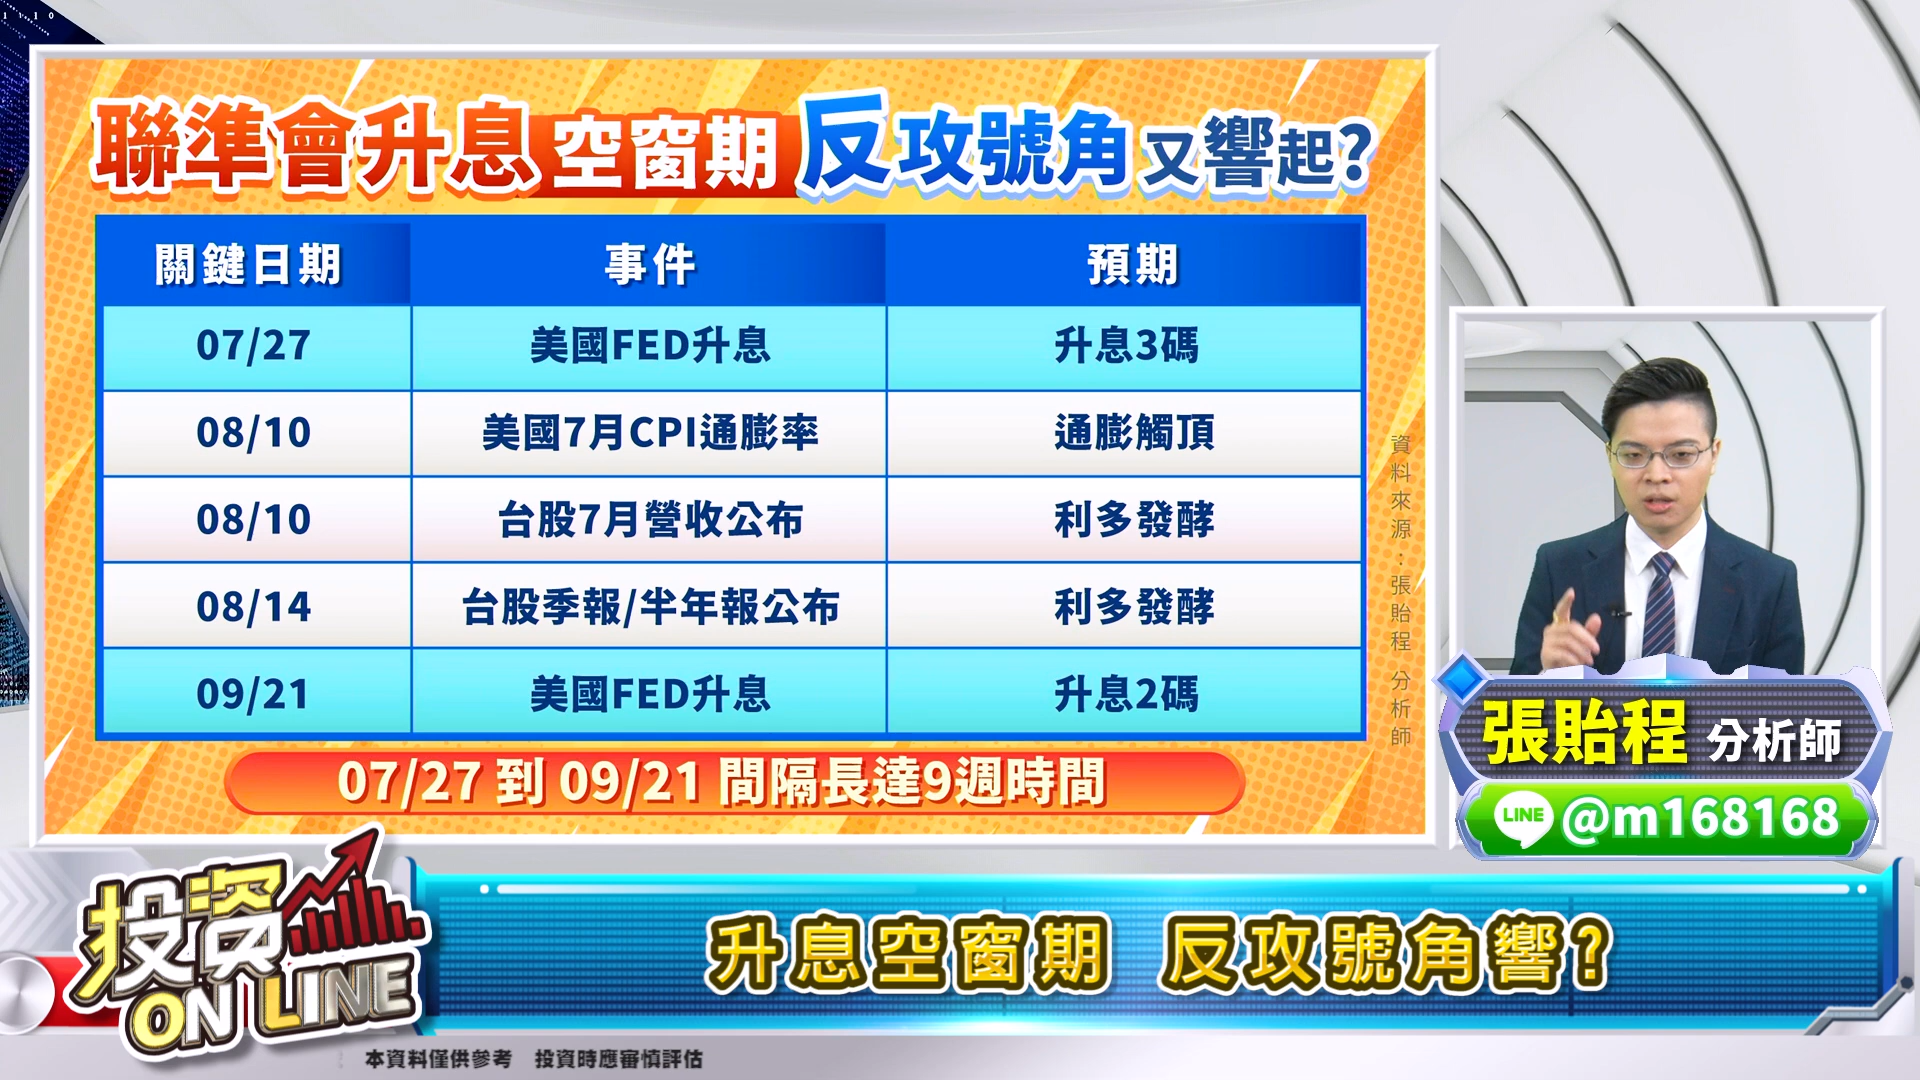 1 1 1 0
聯準會升息空窗期反攻號角又響起?
關鍵日期 事件 預期
07/27 美國FED升息 升息3碼
08/10 美國7月CPI通膨率 通膨觸頂
08/10 台股7月營收公布 利多發酵
08/14 台股季報/半年報公布 利多發酵
09/21 美國FED升息 升息2碼
07/27 到 09/21 間隔長達9週時間
資料來源:張貽程 分析師
張貽程 分析師
LINE @m168168
投資
ON LINE
升息空窗期 反攻號角響?
本資料僅供參考 投資時應審慎評估